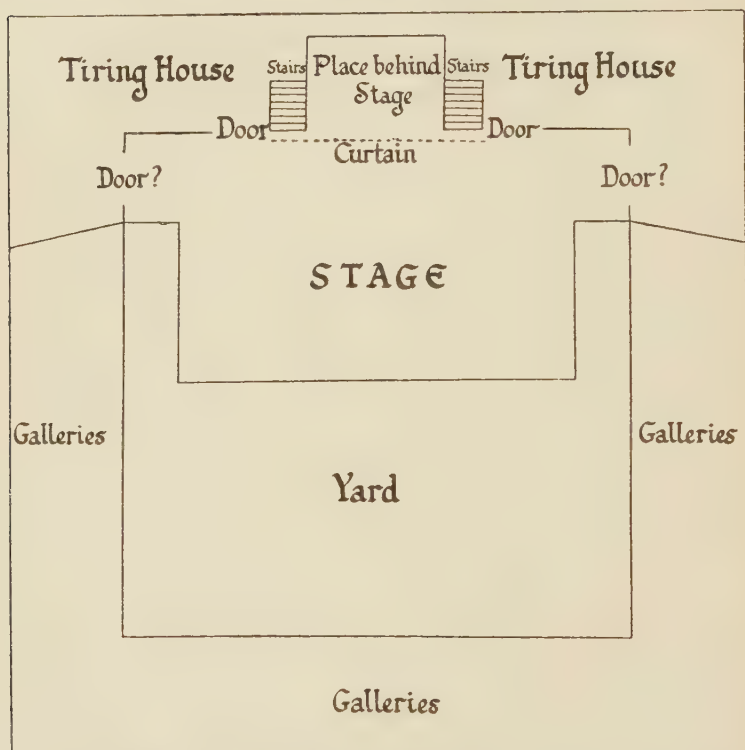 Tiring House
Stairs
Place behind
Stage
Stairs
Tiring House
Door
Door
Curtain
Door?
Door?
STAGE
Galleries
Galleries
Yard
Galleries